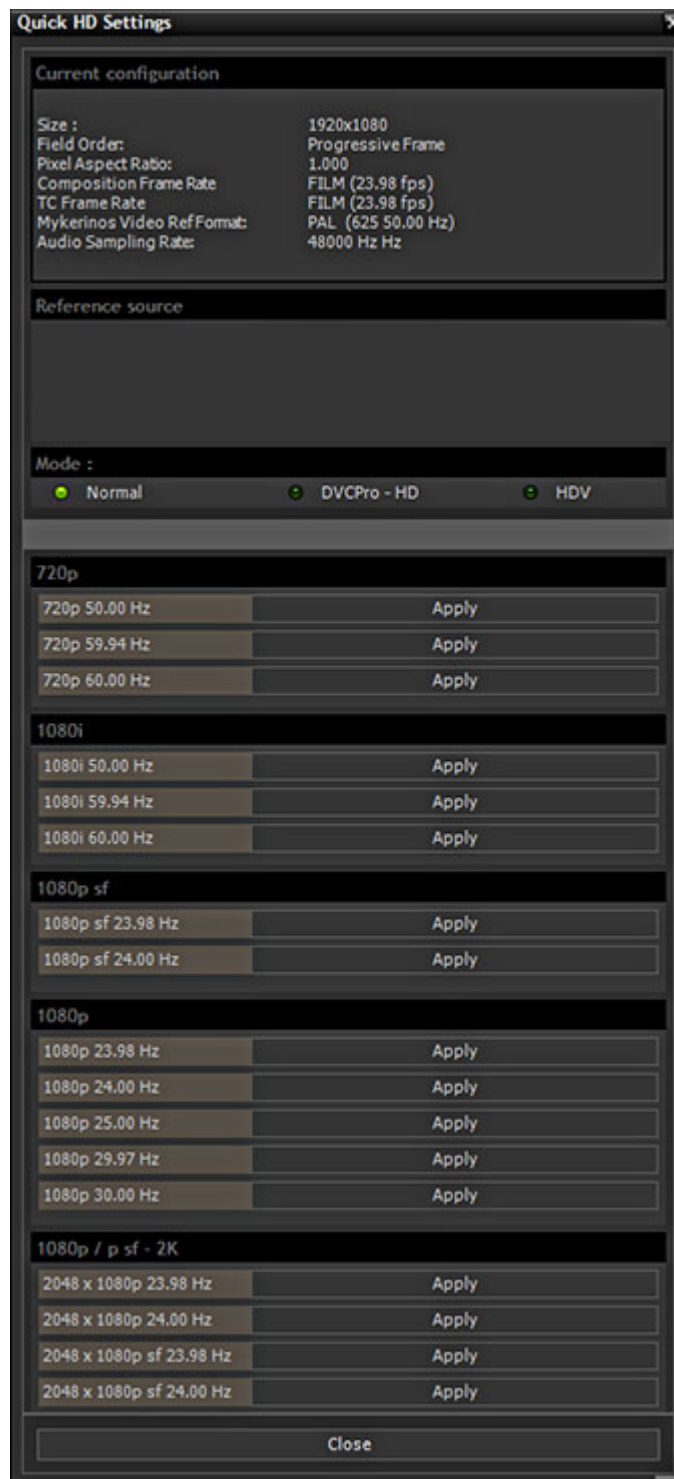 Quick HD Settings
Current configuration
Size : 1920x1080
Field Order: Progressive Frame
Pixel Aspect Ratio: 1.000
Composition Frame Rate FILM (23.98 fps)
TC Frame Rate FILM (23.98 fps)
Mykerinos Video Ref Format: PAL (625 50.00 Hz)
Audio Sampling Rate: 48000 Hz Hz
Reference source
Mode :
Normal DVCPro - HD HDV
720p
720p 50.00 Hz Apply
720p 59.94 Hz Apply
720p 60.00 Hz Apply
1080i
1080i 50.00 Hz Apply
1080i 59.94 Hz Apply
1080i 60.00 Hz Apply
1080p sf
1080p sf 23.98 Hz Apply
1080p sf 24.00 Hz Apply
1080p
1080p 23.98 Hz Apply
1080p 24.00 Hz Apply
1080p 25.00 Hz Apply
1080p 29.97 Hz Apply
1080p 30.00 Hz Apply
1080p / p sf - 2K
2048 x 1080p 23.98 Hz Apply
2048 x 1080p 24.00 Hz Apply
2048 x 1080p sf 23.98 Hz Apply
2048 x 1080p sf 24.00 Hz Apply
Close